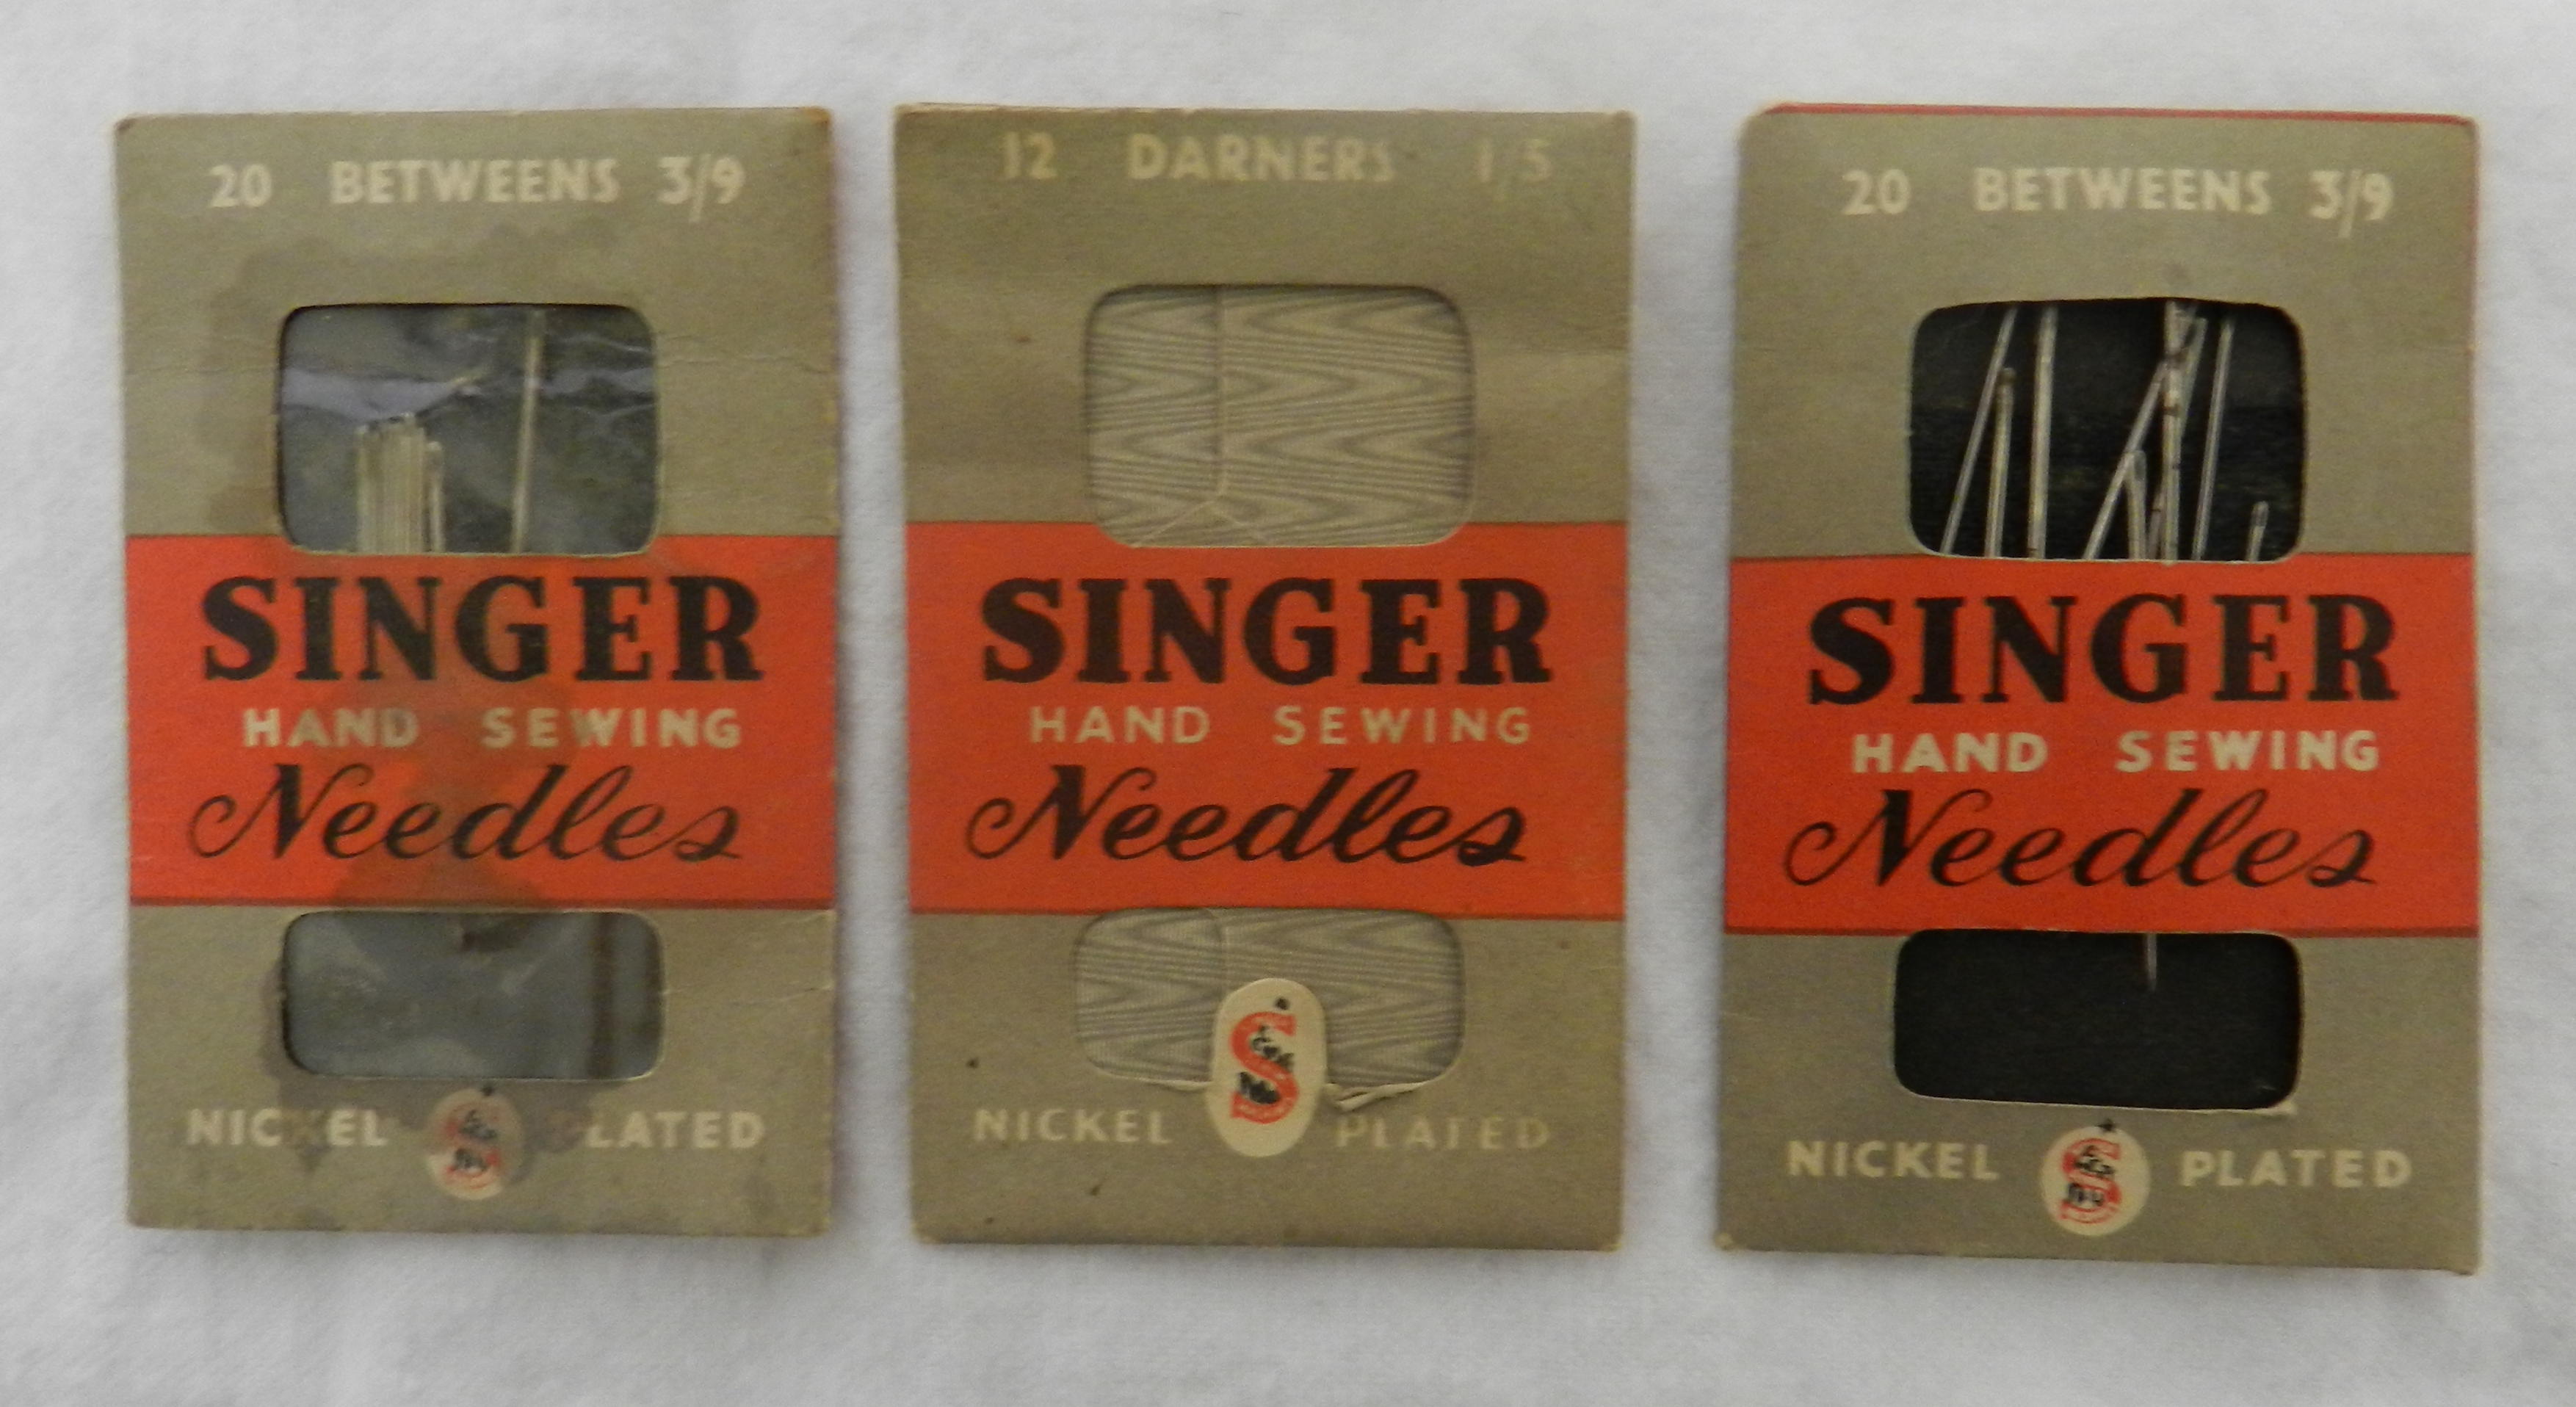 20 BETWEENS 3/9
SINGER
HAND SEWING
Needles
NICKEL PLATED
12 DARNERS 1/5
SINGER
HAND SEWING
Needles
NICKEL S PLATED
20 BETWEENS 3/9
SINGER
HAND SEWING
Needles
NICKEL S PLATED